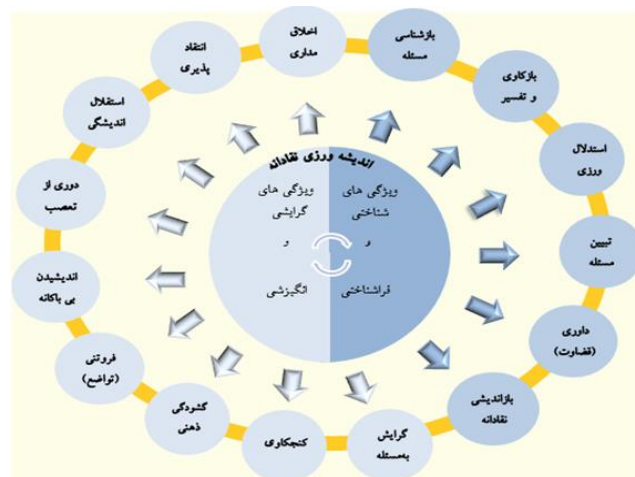 اندیشه ورزی نقادانه
ویژگی های
شناختی
و
فراشناختی
ویژگی های
گرایشی
و
انگیزشی
بازشناسی
مسئله
بازکاوی
و تفسیر
استدلال
ورزی
تبیین
مسئله
داوری
(قضاوت)
بازاندیشی
نقادانه
گرایش
به‌مسئله
کنجکاوی
گشودگی
ذهنی
فروتنی
(تواضع)
اندیشیدن
بی باکانه
دوری از
تعصب
استقلال
اندیشگی
انتقاد
پذیری
اخلاق
مداری